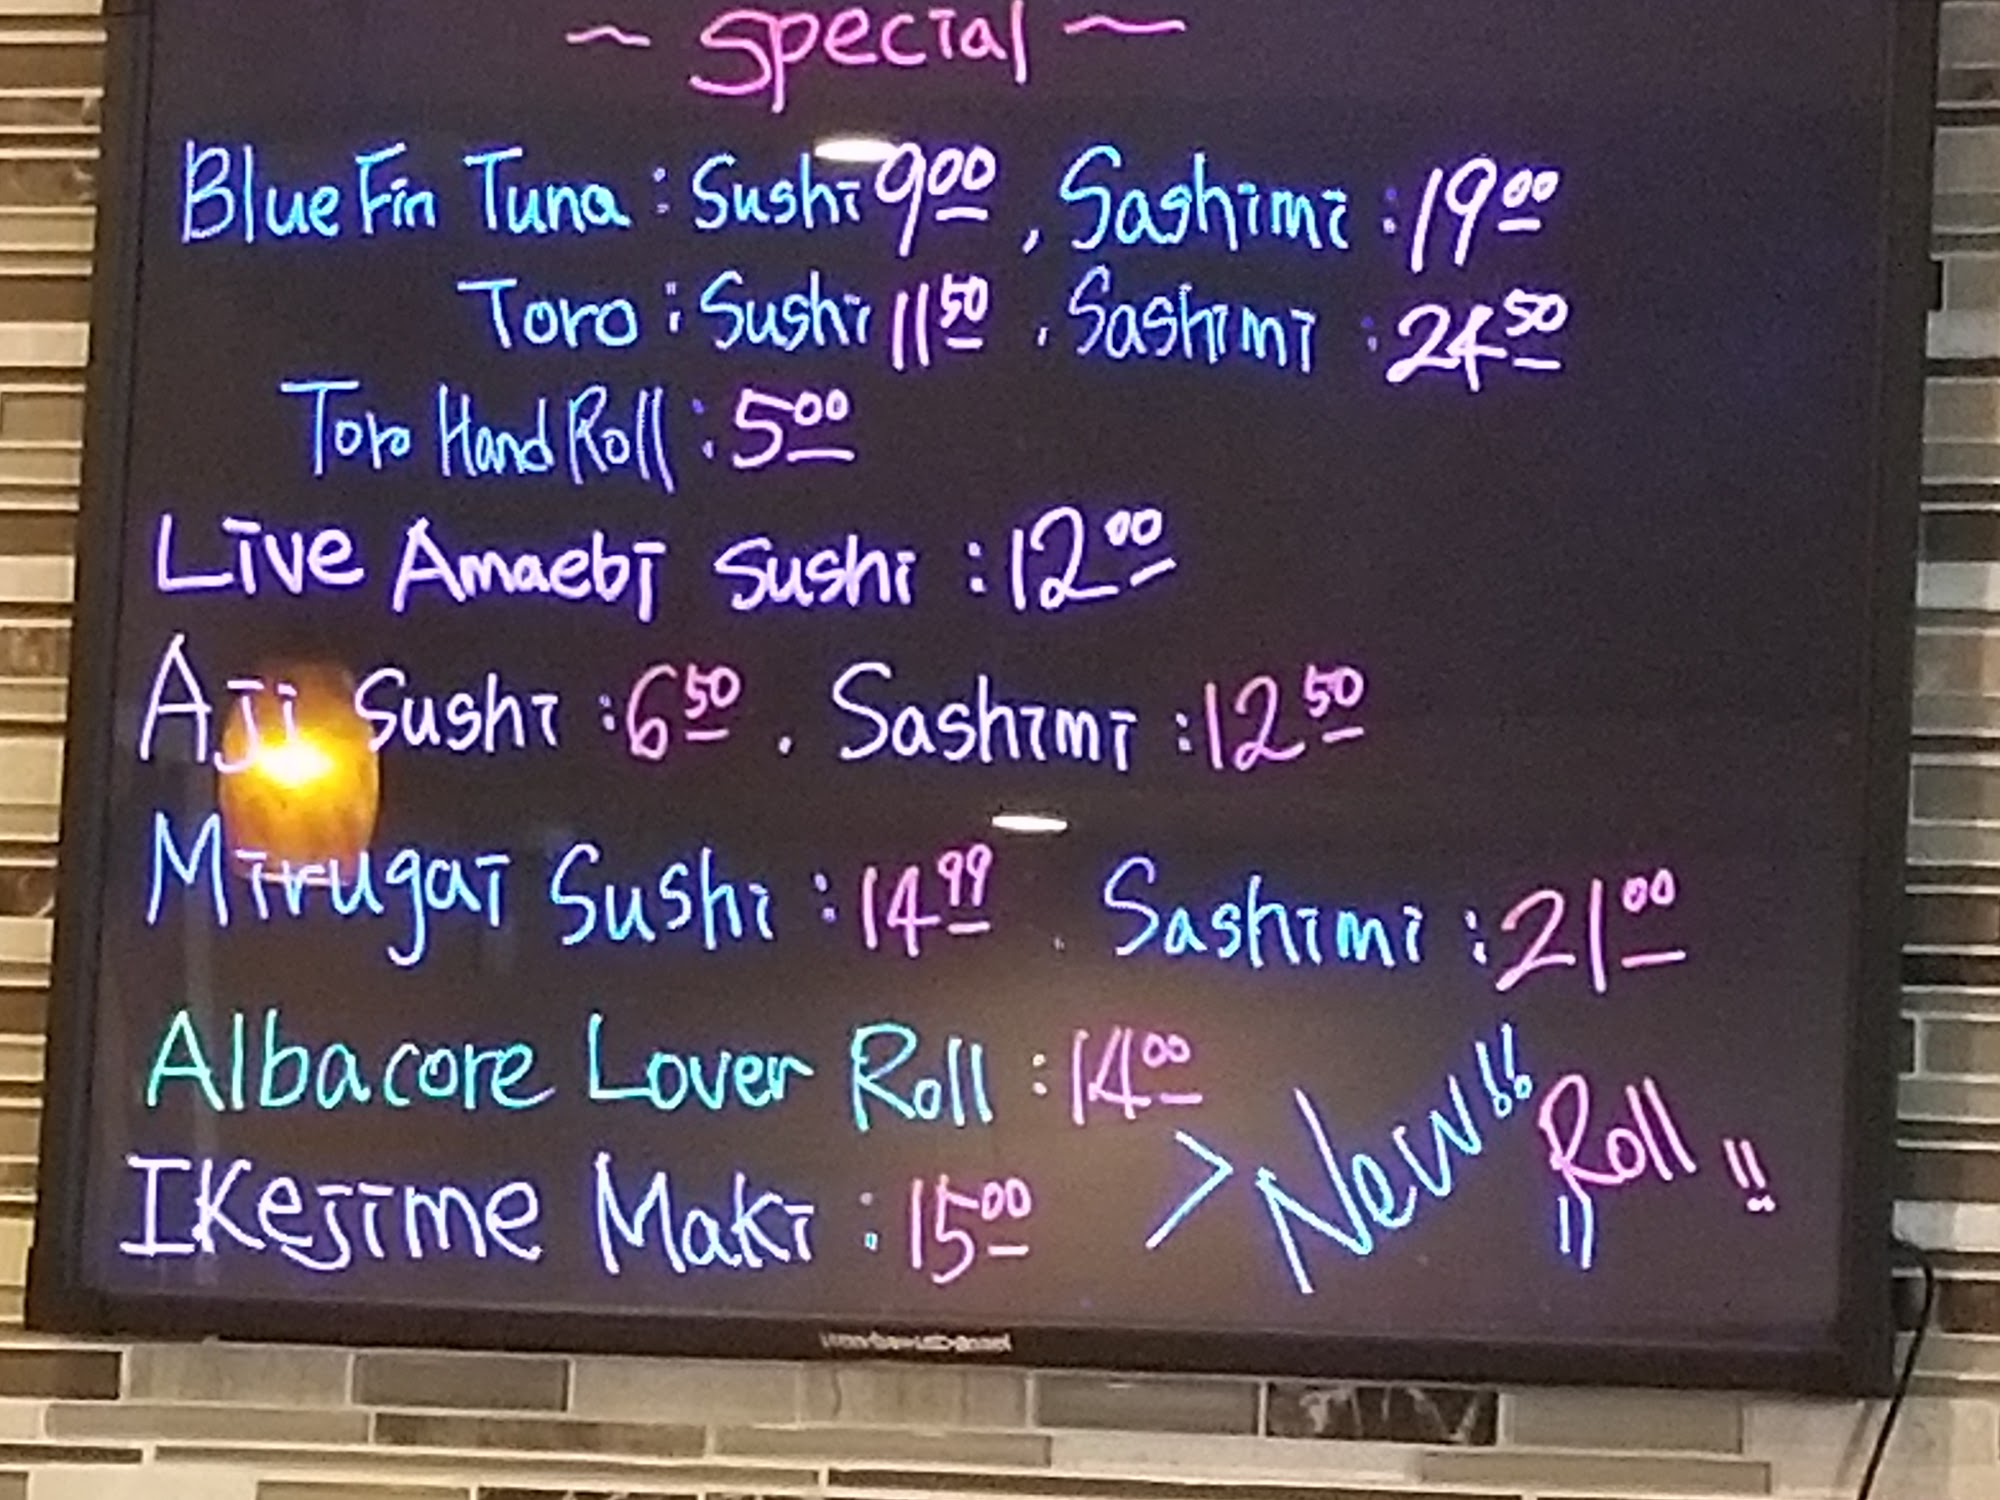 ~ Special ~
Blue Fin Tuna : Sushi 9.00 , Sashimi : 19.00
Toro : Sushi 11.50 , Sashimi : 24.50
Toro Hand Roll : 5.00
Live Amaebi Sushi : 12.00
Aji Sushi : 6.50 . Sashimi : 12.50
Mirugai Sushi : 14.99 . Sashimi : 21.00
Albacore Lover Roll : 14.00
Ikejime Maki : 15.00
> New!! Roll !!